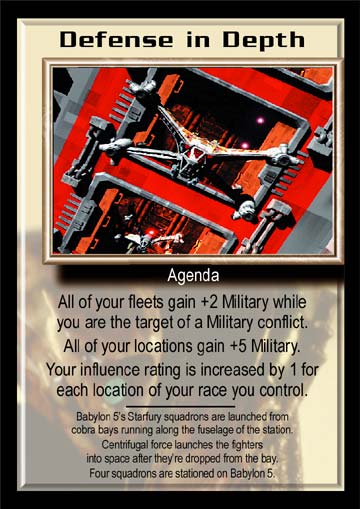 Defense in Depth
Agenda
All of your fleets gain +2 Military while
you are the target of a Military conflict.
All of your locations gain +5 Military.
Your influence rating is increased by 1 for
each location of your race you control.
Babylon 5's Starfury squadrons are launched from
cobra bays running along the fuselage of the station.
Centrifugal force launches the fighters
into space after they're dropped from the bay.
Four squadrons are stationed on Babylon 5.